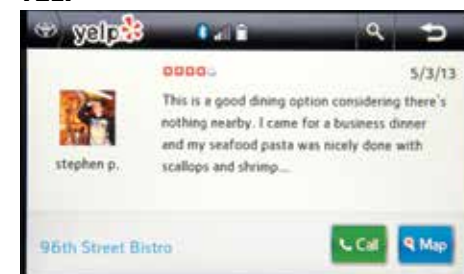 yelp
5/3/13
This is a good dining option considering there's
nothing nearby. I came for a business dinner
and my seafood pasta was nicely done with
scallops and shrimp...
stephen p.
96th Street Bistro
Call
Map